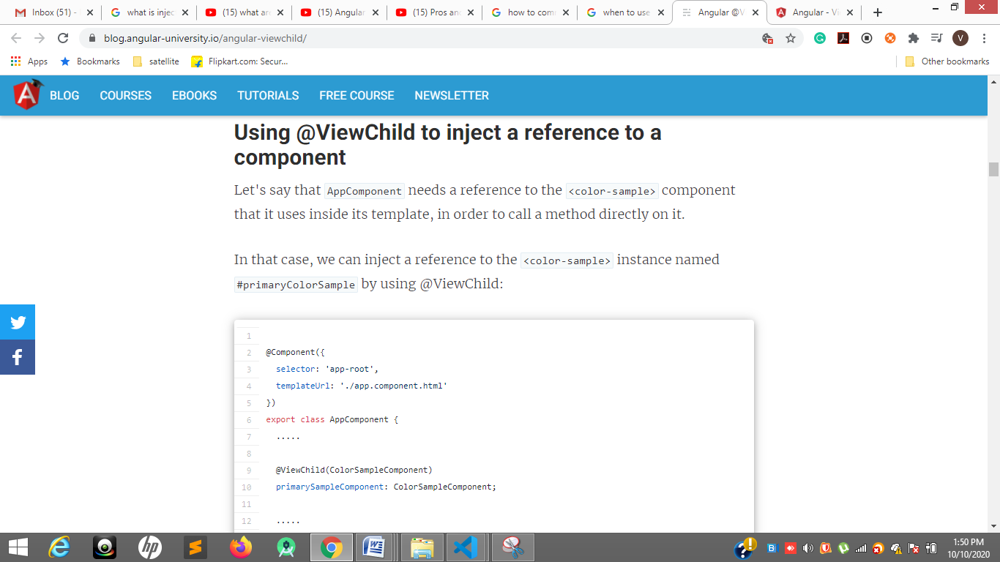 Inbox (51) -
what is injec
(15) what are
(15) Angular
(15) Pros and
how to com
when to use
Angular @V
Angular - Vi
blog.angular-university.io/angular-viewchild/
V
Apps
Bookmarks
satellite
Flipkart.com: Secur...
Other bookmarks
BLOG COURSES EBOOKS TUTORIALS FREE COURSE NEWSLETTER
Using @ViewChild to inject a reference to a
component
Let's say that AppComponent needs a reference to the <color-sample> component
that it uses inside its template, in order to call a method directly on it.
In that case, we can inject a reference to the <color-sample> instance named
#primaryColorSample by using @ViewChild:
1
2 @Component({
3 selector: 'app-root',
4 templateUrl: './app.component.html'
5 })
6 export class AppComponent {
7 .....
8
9 @ViewChild(ColorSampleComponent)
10 primarySampleComponent: ColorSampleComponent;
11
12 .....
1:50 PM
10/10/2020